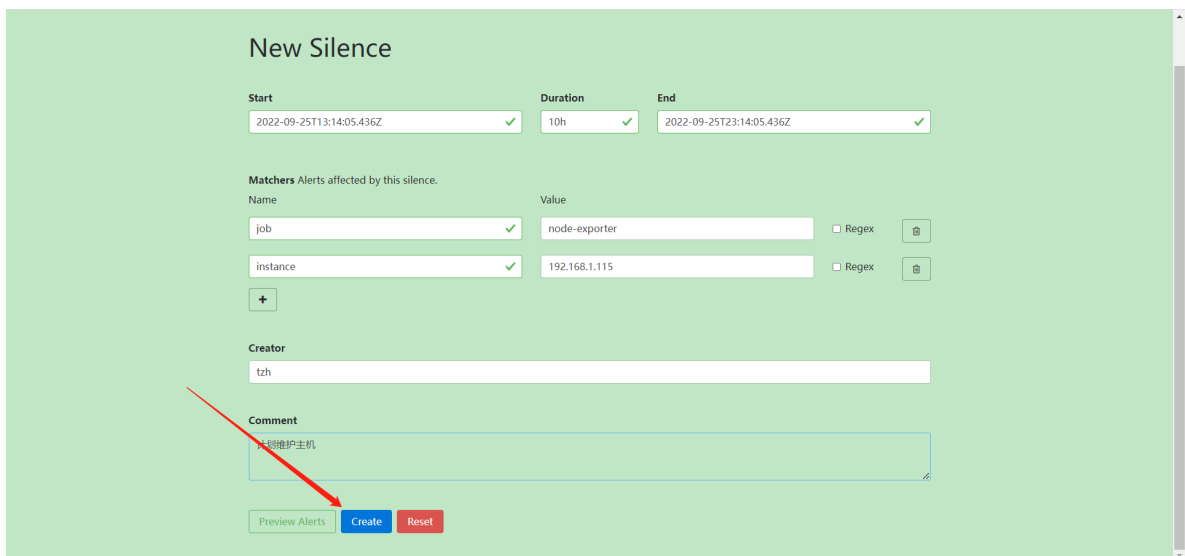 New Silence
Start Duration End
2022-09-25T13:14:05.436Z 10h 2022-09-25T23:14:05.436Z
Matchers Alerts affected by this silence.
Name Value
job node-exporter Regex
instance 192.168.1.115 Regex
+
Creator
tzh
Comment
计划维护主机
Preview Alerts Create Reset